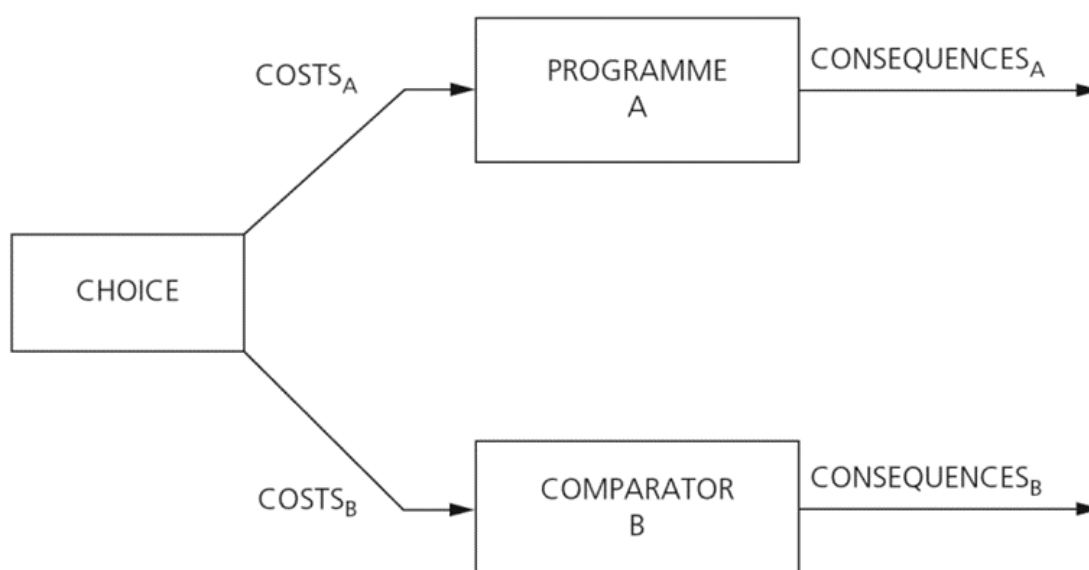 COSTS_A
PROGRAMME
A
CONSEQUENCES_A
CHOICE
COSTS_B
COMPARATOR
B
CONSEQUENCES_B